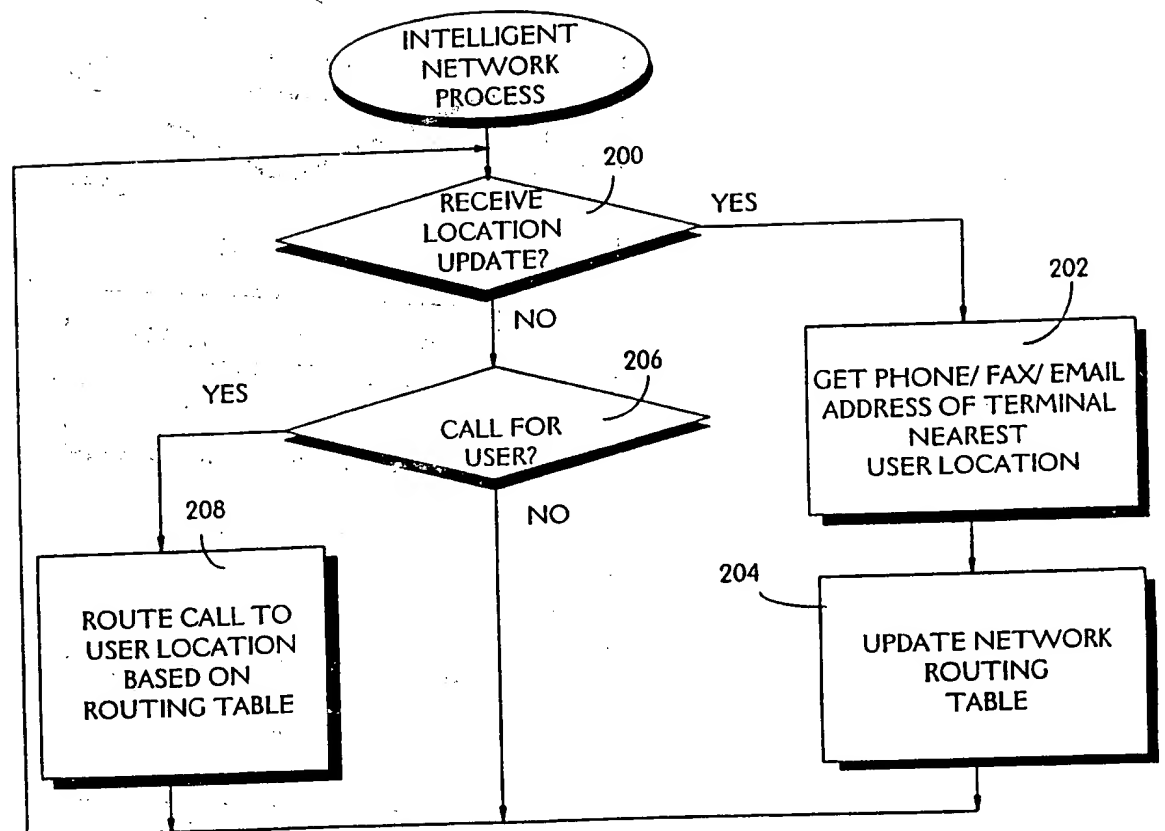 INTELLIGENT
NETWORK
PROCESS
200
RECEIVE
LOCATION
UPDATE?
YES
NO
202
GET PHONE/ FAX/ EMAIL
ADDRESS OF TERMINAL
NEAREST
USER LOCATION
206
YES
CALL FOR
USER?
NO
208
ROUTE CALL TO
USER LOCATION
BASED ON
ROUTING TABLE
204
UPDATE NETWORK
ROUTING
TABLE